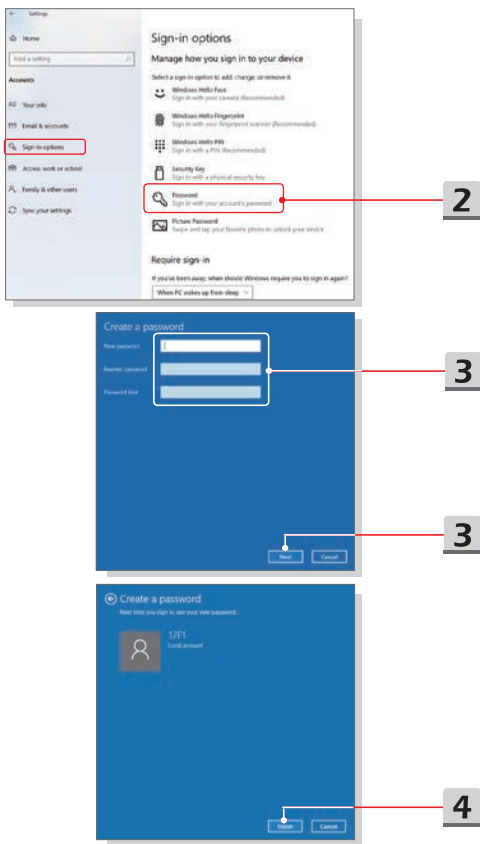 Settings
Home
Find a setting
Accounts
Your info
Email & accounts
Sign-in options
Access work or school
Family & other users
Sync your settings
Sign-in options
Manage how you sign in to your device
Select a sign-in option to add, change, or remove it.
Windows Hello Face
Sign in with your camera (Recommended)
Windows Hello Fingerprint
Sign in with your fingerprint scanner (Recommended)
Windows Hello PIN
Sign in with a PIN (Recommended)
Security Key
Sign in with a physical security key
Password
Sign in with your account's password
Picture Password
Swipe and tap your favorite photo to unlock your device
Require sign-in
If you've been away, when should Windows require you to sign in again?
When PC wakes up from sleep
2
Create a password
New password
Reenter password
Password hint
3
Next
Cancel
3
Create a password
Next time you sign in, use your new password.
17F1
Local account
Finish
Cancel
4